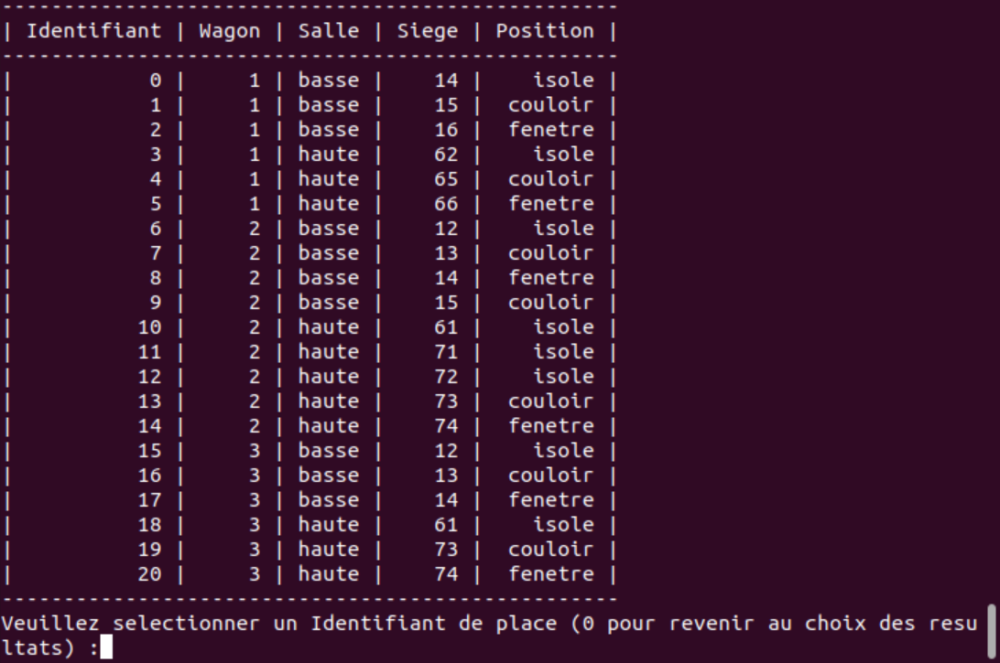 --------------------------------------------------
| Identifiant | Wagon | Salle | Siege | Position |
--------------------------------------------------
|           0 |     1 | basse |    14 |    isole |
|           1 |     1 | basse |    15 |  couloir |
|           2 |     1 | basse |    16 |  fenetre |
|           3 |     1 | haute |    62 |    isole |
|           4 |     1 | haute |    65 |  couloir |
|           5 |     1 | haute |    66 |  fenetre |
|           6 |     2 | basse |    12 |    isole |
|           7 |     2 | basse |    13 |  couloir |
|           8 |     2 | basse |    14 |  fenetre |
|           9 |     2 | basse |    15 |  couloir |
|          10 |     2 | haute |    61 |    isole |
|          11 |     2 | haute |    71 |    isole |
|          12 |     2 | haute |    72 |    isole |
|          13 |     2 | haute |    73 |  couloir |
|          14 |     2 | haute |    74 |  fenetre |
|          15 |     3 | basse |    12 |    isole |
|          16 |     3 | basse |    13 |  couloir |
|          17 |     3 | basse |    14 |  fenetre |
|          18 |     3 | haute |    61 |    isole |
|          19 |     3 | haute |    73 |  couloir |
|          20 |     3 | haute |    74 |  fenetre |
--------------------------------------------------
Veuillez selectionner un Identifiant de place (0 pour revenir au choix des resu
ltats) :